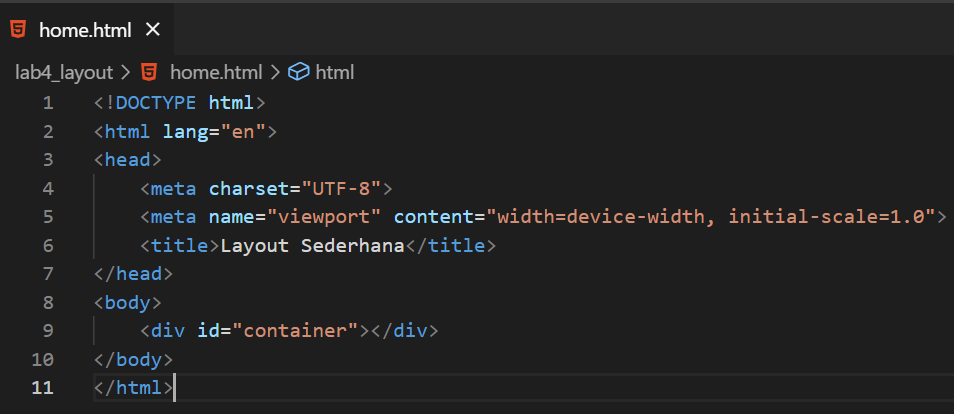 home.html ×
lab4_layout > home.html > html
1 <!DOCTYPE html>
2 <html lang="en">
3 <head>
4     <meta charset="UTF-8">
5     <meta name="viewport" content="width=device-width, initial-scale=1.0">
6     <title>Layout Sederhana</title>
7 </head>
8 <body>
9     <div id="container"></div>
10 </body>
11 </html>